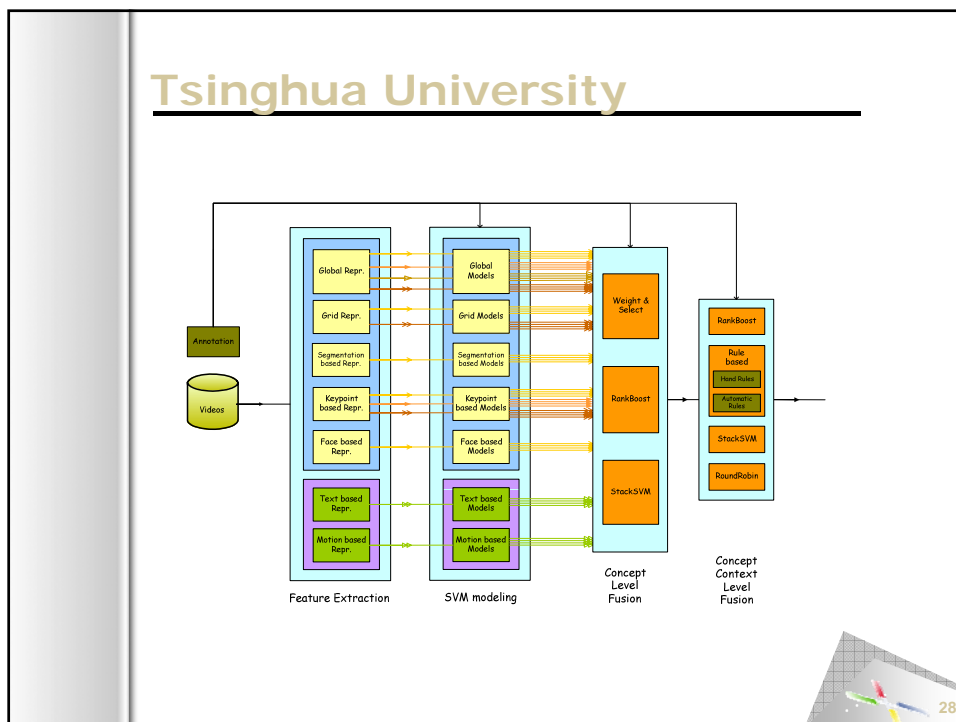 Tsinghua University
Annotation
Videos
Global Repr.
Grid Repr.
Segmentation
based Repr.
Keypoint
based Repr.
Face based
Repr.
Text based
Repr.
Motion based
Repr.
Feature Extraction
Global
Models
Grid Models
Segmentation
based Models
Keypoint
based Models
Face based
Models
Text based
Models
Motion based
Models
SVM modeling
Weight &
Select
RankBoost
StackSVM
Concept
Level
Fusion
RankBoost
Rule
based
Hand Rules
Automatic
Rules
StackSVM
RoundRobin
Concept
Context
Level
Fusion
28